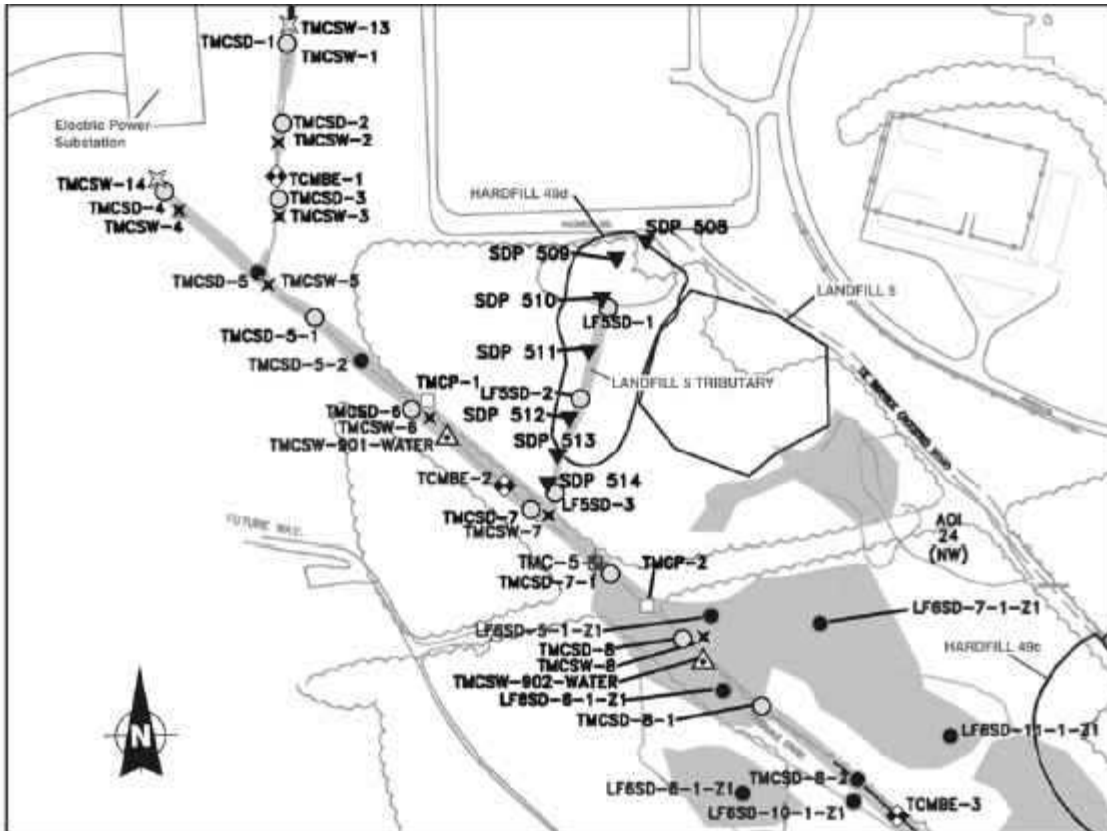 TMCSW-13
TMCSD-1
TMCSW-1
Electric Power
Substation
TMCSD-2
TMCSW-2
TCMBE-1
TMCSD-3
TMCSW-3
TMCSW-14
TMCSD-4
TMCSW-4
HARDFILL 49d
SDP 508
SDP 509
TMCSD-5
TMCSW-5
LANDFILL 5
SDP 510
LF5SD-1
TMCSD-5-1
SDP 511
TMCSD-5-2
LANDFILL 5 TRIBUTARY
TMCP-1
LF5SD-2
TMCSD-6
SDP 512
TMCSW-6
TMCSW-901-WATER
SDP 513
TCMBE-2
SDP 514
LF5SD-3
TMCSD-7
TMCSW-7
FUTURE WAY
AOI
24
(NW)
TMC-5
TMCP-2
TMCSD-7-1
LF6SD-7-1-Z1
LF6SD-5-1-Z1
TMCSD-8
HARDFILL 49c
TMCSW-8
TMCSW-902-WATER
LF6SD-6-1-Z1
TMCSD-8-1
LF6SD-11-1-Z1
TMCSD-8-2
LF6SD-8-1-Z1
LF6SD-10-1-Z1
TCMBE-3
N